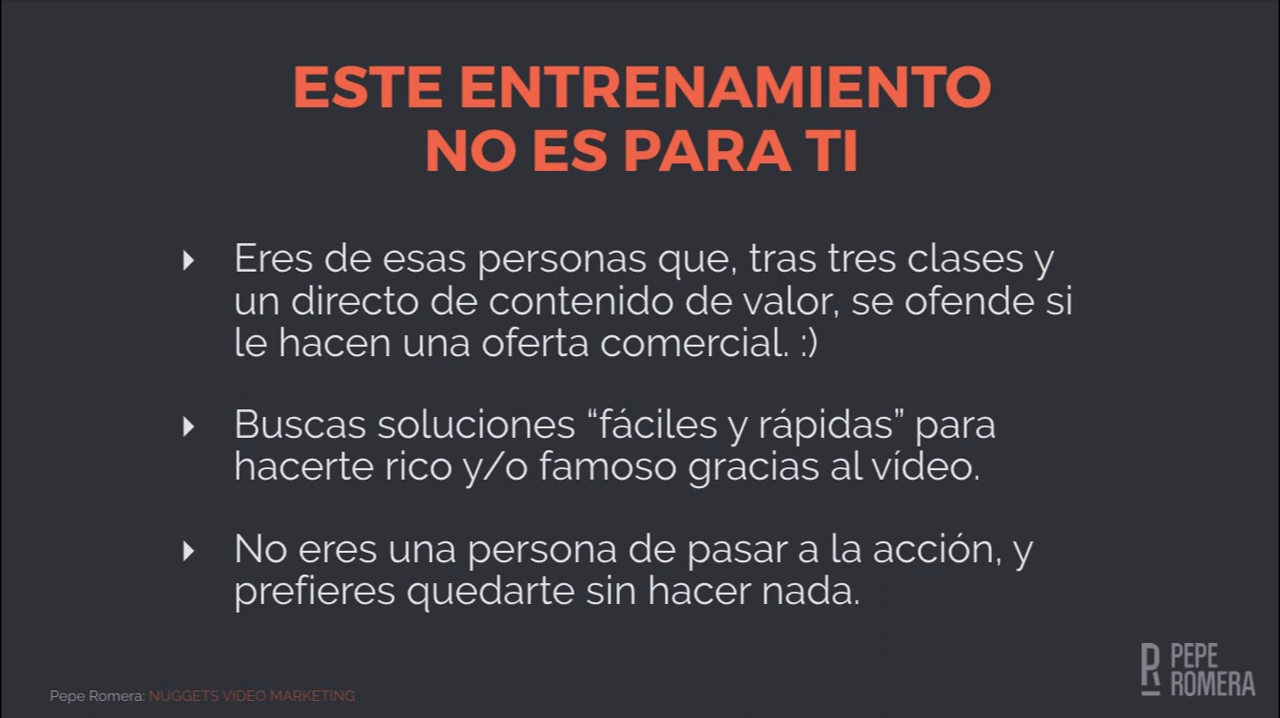 ESTE ENTRENAMIENTO
NO ES PARA TI
Eres de esas personas que, tras tres clases y
un directo de contenido de valor, se ofende si
le hacen una oferta comercial. :)
Buscas soluciones “fáciles y rápidas” para
hacerte rico y/o famoso gracias al vídeo.
No eres una persona de pasar a la acción, y
prefieres quedarte sin hacer nada.
Pepe Romera: NUGGETS VIDEO MARKETING
PEPE
ROMERA